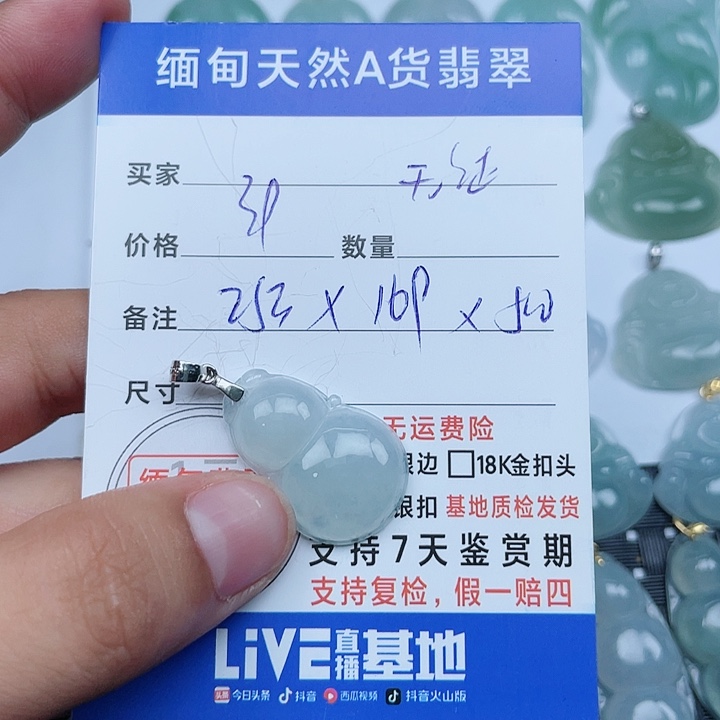 缅甸天然A货翡翠
买家 无纹
价格 数量
备注
尺寸
无运费险
银边 □18K金扣头
银扣 基地质检发货
支持7天鉴赏期
支持复检，假一赔四
LiVE直播基地
头条 今日头条 抖音 西瓜视频 抖音火山版